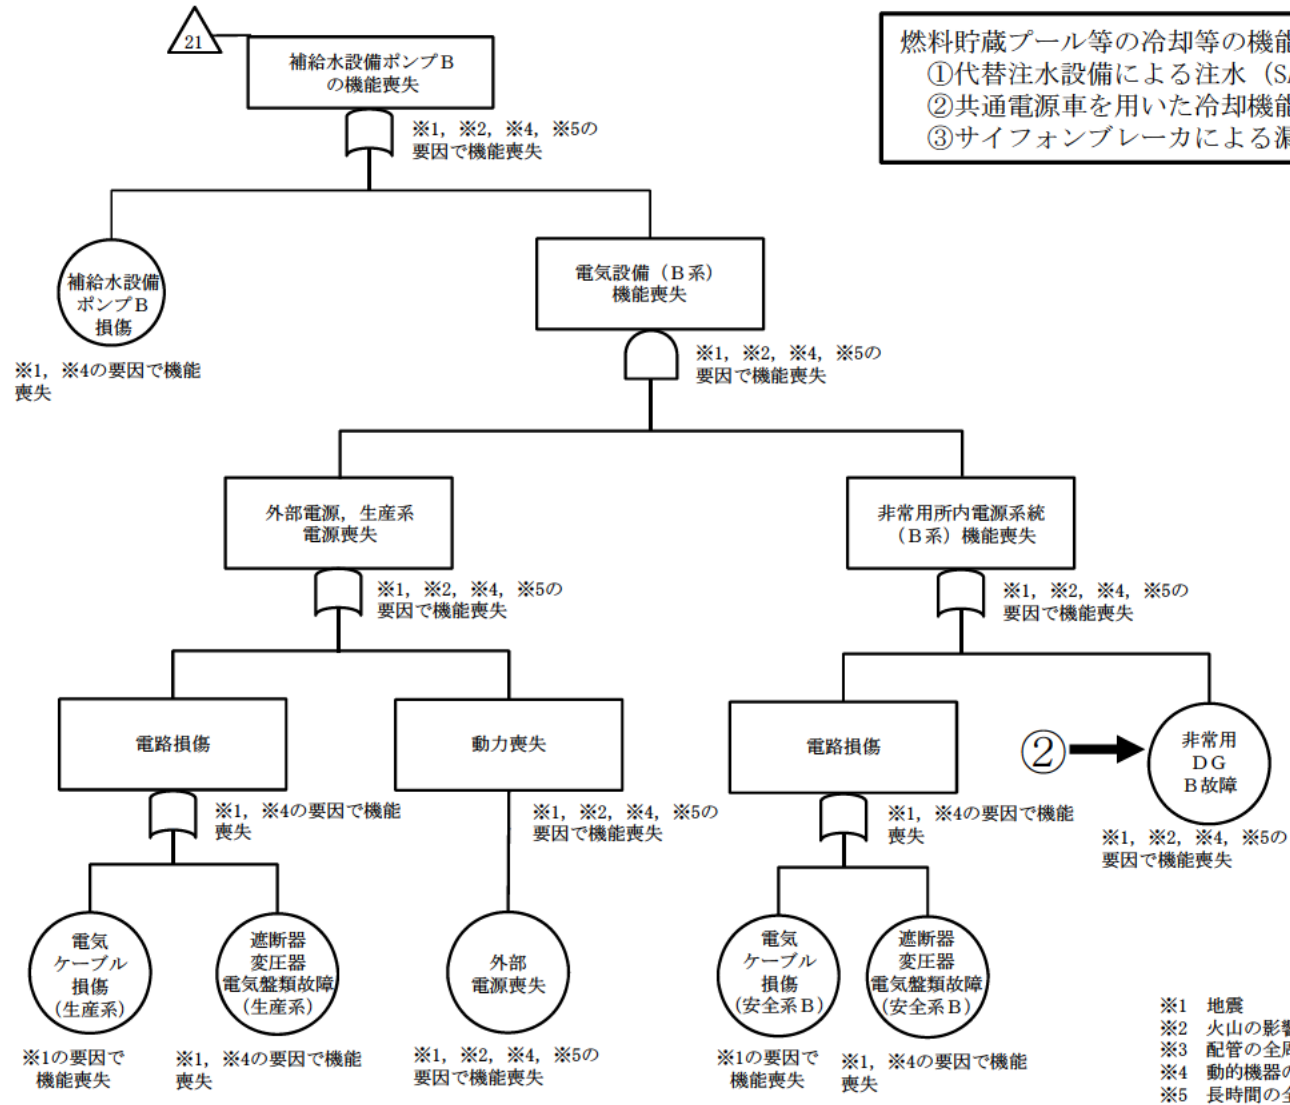 21
補給水設備ポンプB
の機能喪失
※1, ※2, ※4, ※5の
要因で機能喪失
燃料貯蔵プール等の冷却等の機能
①代替注水設備による注水（SA
②共通電源車を用いた冷却機能
③サイフォンブレーカによる漏
補給水設備
ポンプB
損傷
※1, ※4の要因で機能
喪失
電気設備（B系）
機能喪失
※1, ※2, ※4, ※5の
要因で機能喪失
外部電源, 生産系
電源喪失
※1, ※2, ※4, ※5の
要因で機能喪失
非常用所内電源系統
（B系）機能喪失
※1, ※2, ※4, ※5の
要因で機能喪失
電路損傷
※1, ※4の要因で機能
喪失
動力喪失
※1, ※2, ※4, ※5の
要因で機能喪失
電路損傷
※1, ※4の要因で機能
喪失
②
非常用
DG
B故障
※1, ※2, ※4, ※5の
要因で機能喪失
電気
ケーブル
損傷
(生産系)
※1の要因で
機能喪失
遮断器
変圧器
電気盤類故障
(生産系)
※1, ※4の要因で機能
喪失
外部
電源喪失
※1, ※2, ※4, ※5の
要因で機能喪失
電気
ケーブル
損傷
(安全系B)
※1の要因で
機能喪失
遮断器
変圧器
電気盤類故障
(安全系B)
※1, ※4の要因で機能
喪失
※1 地震
※2 火山の影響
※3 配管の全周
※4 動的機器の
※5 長時間の全